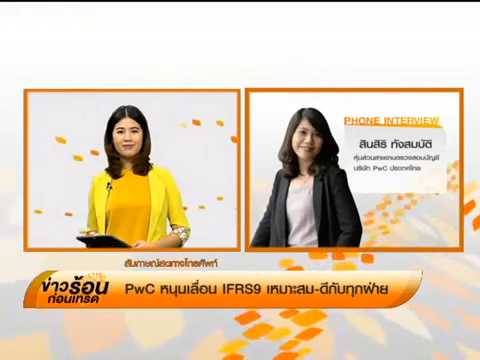 PHONE INTERVIEW
สินสิริ ทังสมบัติ
หุ้นส่วนสายงานตรวจสอบบัญชี
บริษัท PwC ประเทศไทย
สัมภาษณ์สดทางโทรศัพท์
ข่าวร้อน
ก่อนเทรด
PwC หนุนเลื่อน IFRS9 เหมาะสม-ดีกับทุกฝ่าย